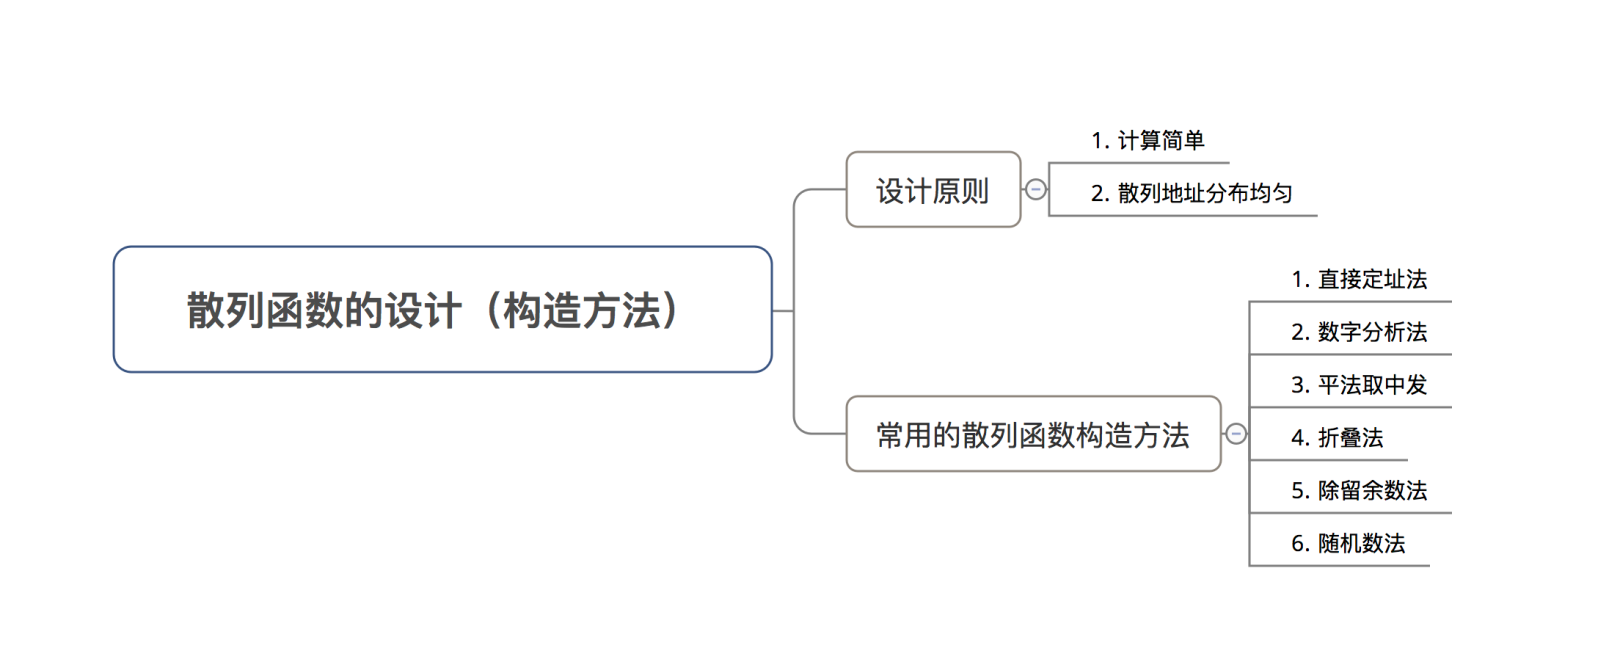 散列函数的设计（构造方法）
设计原则
1. 计算简单
2. 散列地址分布均匀
常用的散列函数构造方法
1. 直接定址法
2. 数字分析法
3. 平法取中发
4. 折叠法
5. 除留余数法
6. 随机数法